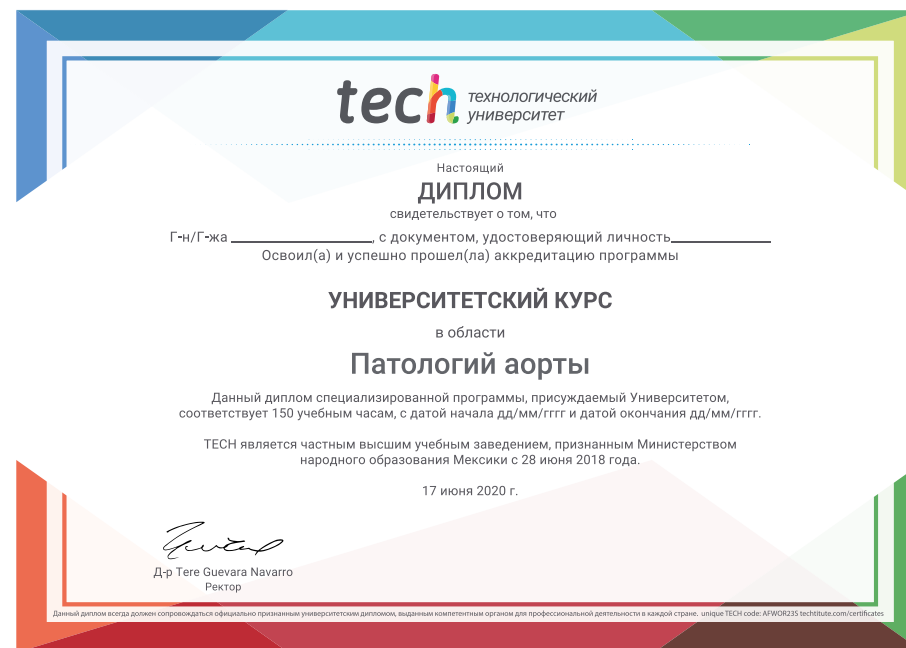 tech технологический
университет
Настоящий
ДИПЛОМ
свидетельствует о том, что
Г-н/Г-жа ____________________, с документом, удостоверяющий личность______________
Освоил(а) и успешно прошел(ла) аккредитацию программы
УНИВЕРСИТЕТСКИЙ КУРС
в области
Патологий аорты
Данный диплом специализированной программы, присуждаемый Университетом,
соответствует 150 учебным часам, с датой начала дд/мм/гггг и датой окончания дд/мм/гггг.
TECH является частным высшим учебным заведением, признанным Министерством
народного образования Мексики с 28 июня 2018 года.
17 июня 2020 г.
Д-р Tere Guevara Navarro
Ректор
Данный диплом всегда должен сопровождаться официально признанным университетским дипломом, выданным компетентным органом для профессиональной деятельности в каждой стране. unique TECH code: AFWOR23S techtitute.com/certificates